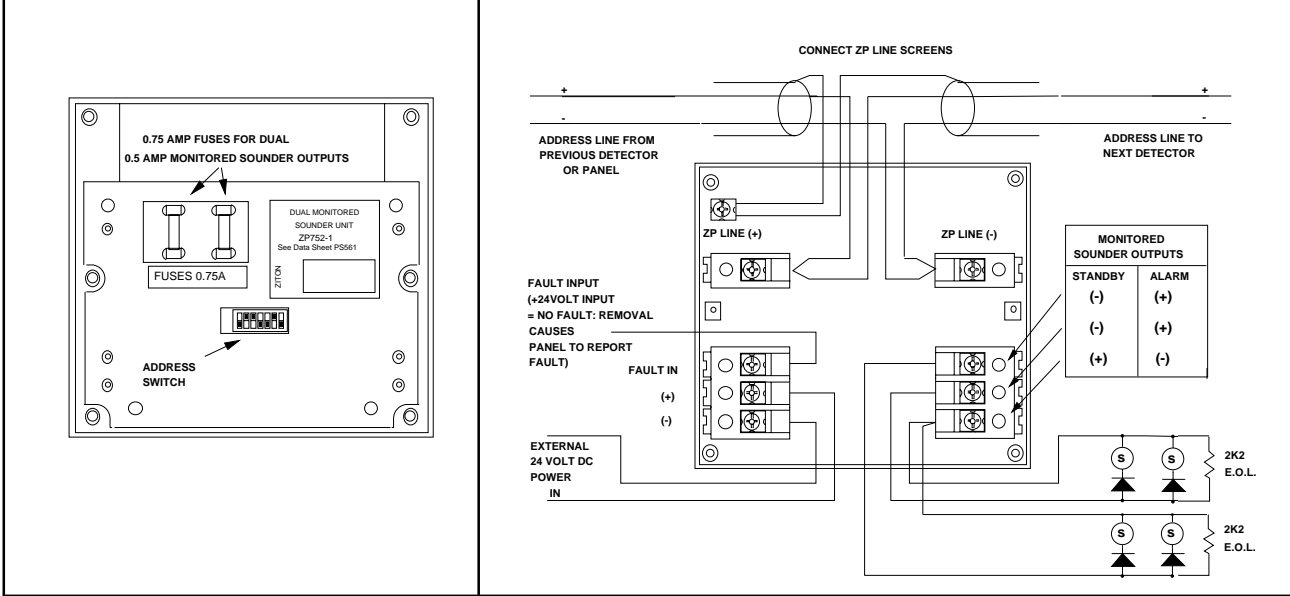 0.75 AMP FUSES FOR DUAL
0.5 AMP MONITORED SOUNDER OUTPUTS
DUAL MONITORED
SOUNDER UNIT
ZP752-1
See Data Sheet PS561
ZITON
FUSES 0.75A
ADDRESS
SWITCH
CONNECT ZP LINE SCREENS
+
-
+
-
ADDRESS LINE FROM
PREVIOUS DETECTOR
OR PANEL
ADDRESS LINE TO
NEXT DETECTOR
ZP LINE (+)
ZP LINE (-)
FAULT INPUT
(+24VOLT INPUT
= NO FAULT: REMOVAL
CAUSES
PANEL TO REPORT
FAULT)
FAULT IN
(+)
(-)
EXTERNAL
24 VOLT DC
POWER
IN
MONITORED
SOUNDER OUTPUTS
STANDBY ALARM
(-) (+)
(-) (+)
(+) (-)
S S
2K2
E.O.L.
S S
2K2
E.O.L.